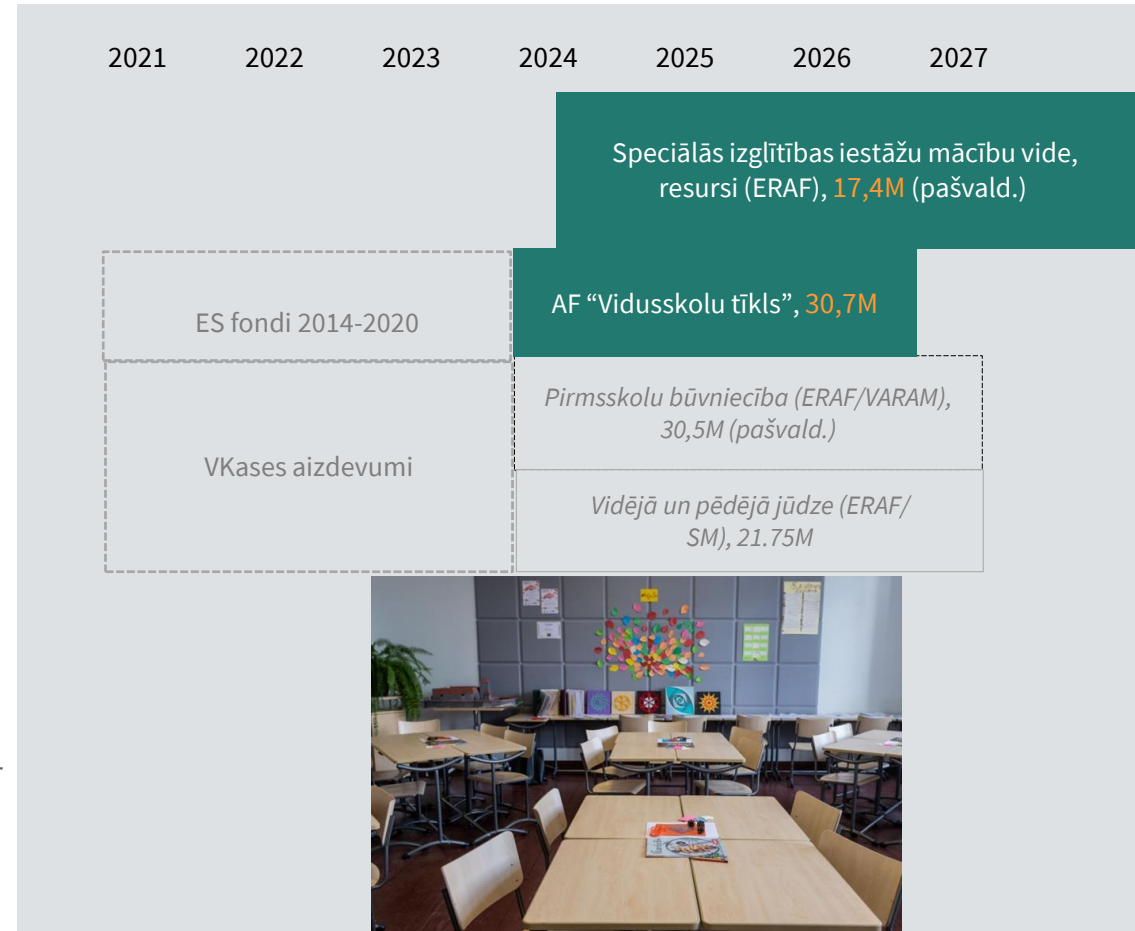 2021 2022 2023 2024 2025 2026 2027
Speciālās izglītības iestāžu mācību vide,
resursi (ERAF), 17,4M (pašvald.)
ES fondi 2014-2020
AF “Vidusskolu tīkls”, 30,7M
VKases aizdevumi
Pirmsskolu būvniecība (ERAF/VARAM),
30,5M (pašvald.)
Vidējā un pēdējā jūdze (ERAF/
SM), 21.75M